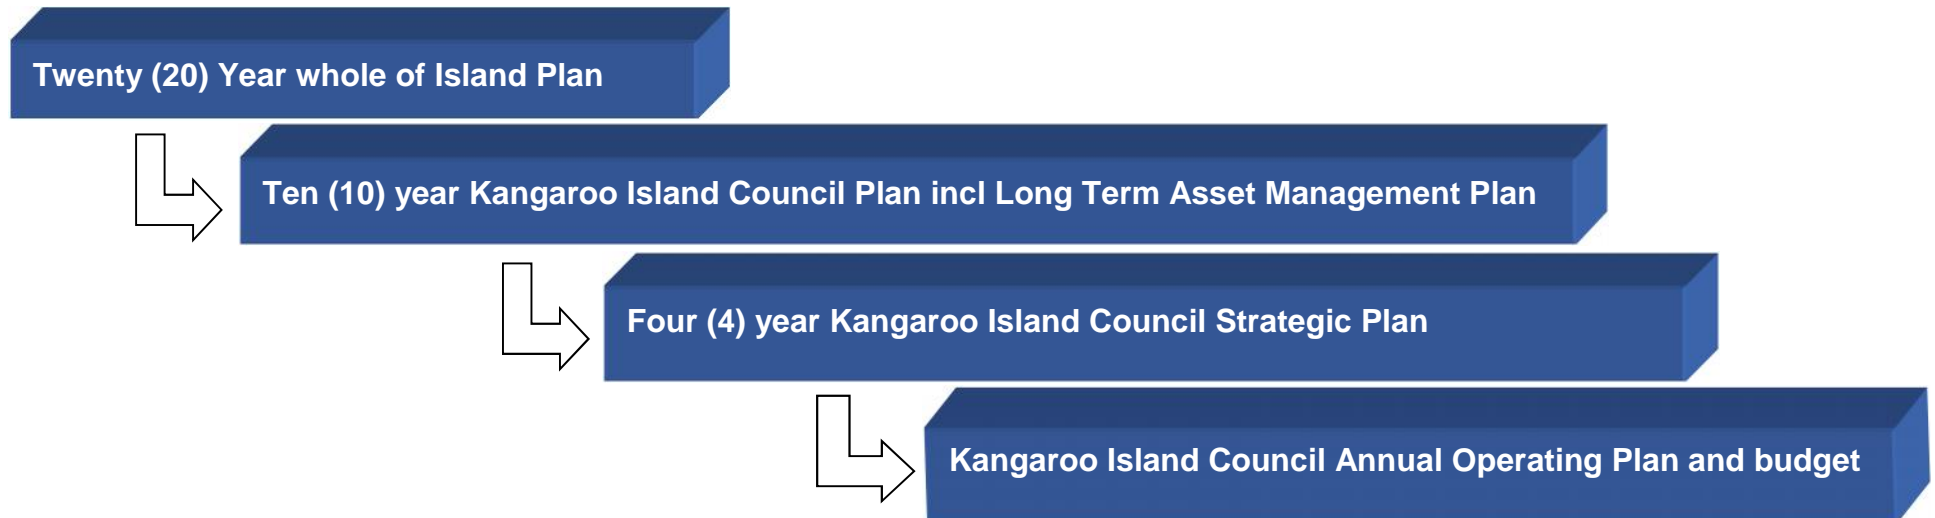 Twenty (20) Year whole of Island Plan
Ten (10) year Kangaroo Island Council Plan incl Long Term Asset Management Plan
Four (4) year Kangaroo Island Council Strategic Plan
Kangaroo Island Council Annual Operating Plan and budget